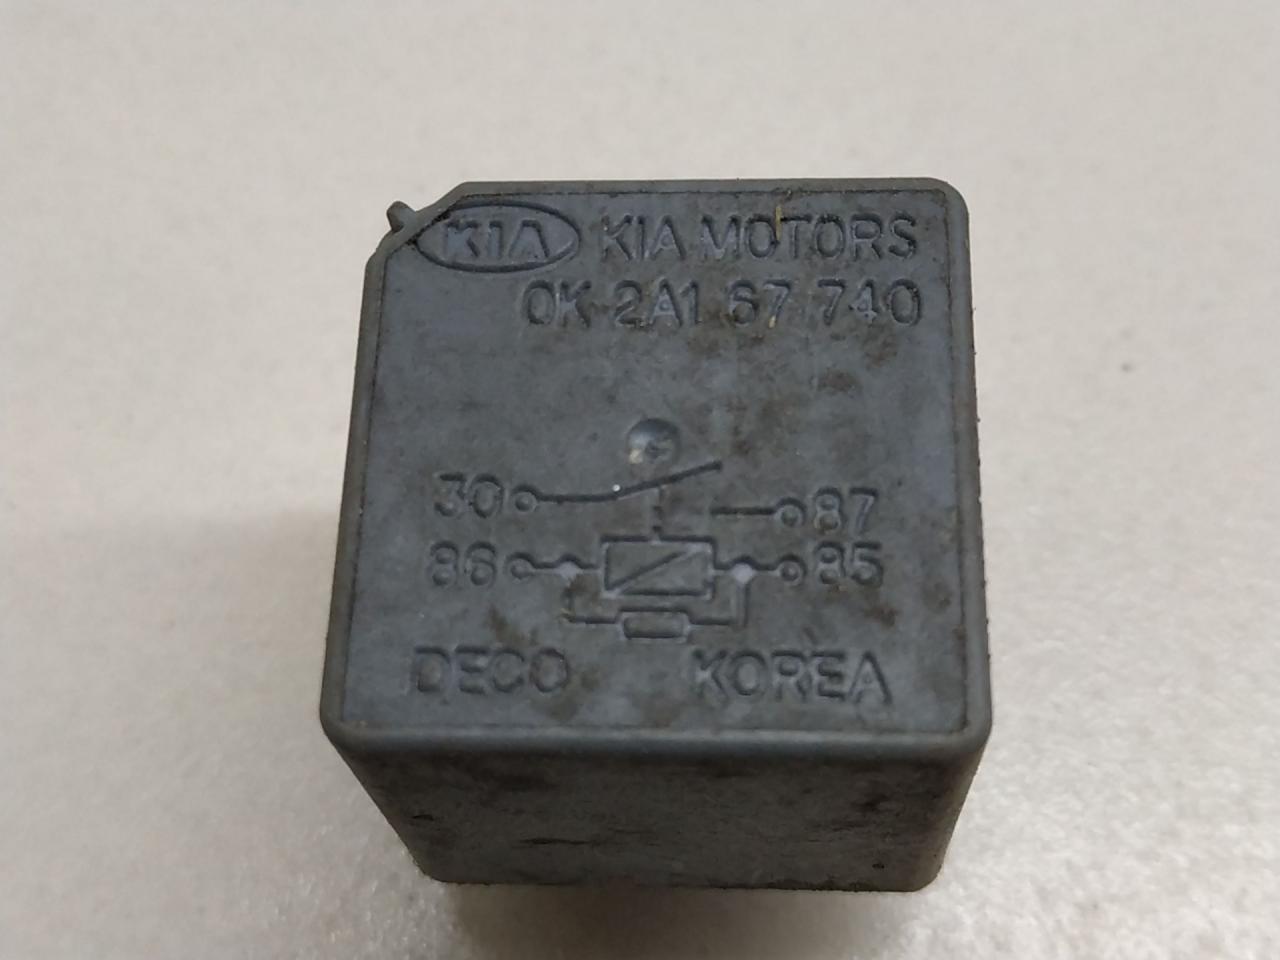 KIA KIA MOTORS
0K 2A1 67 740
30 87
86 85
DECO KOREA